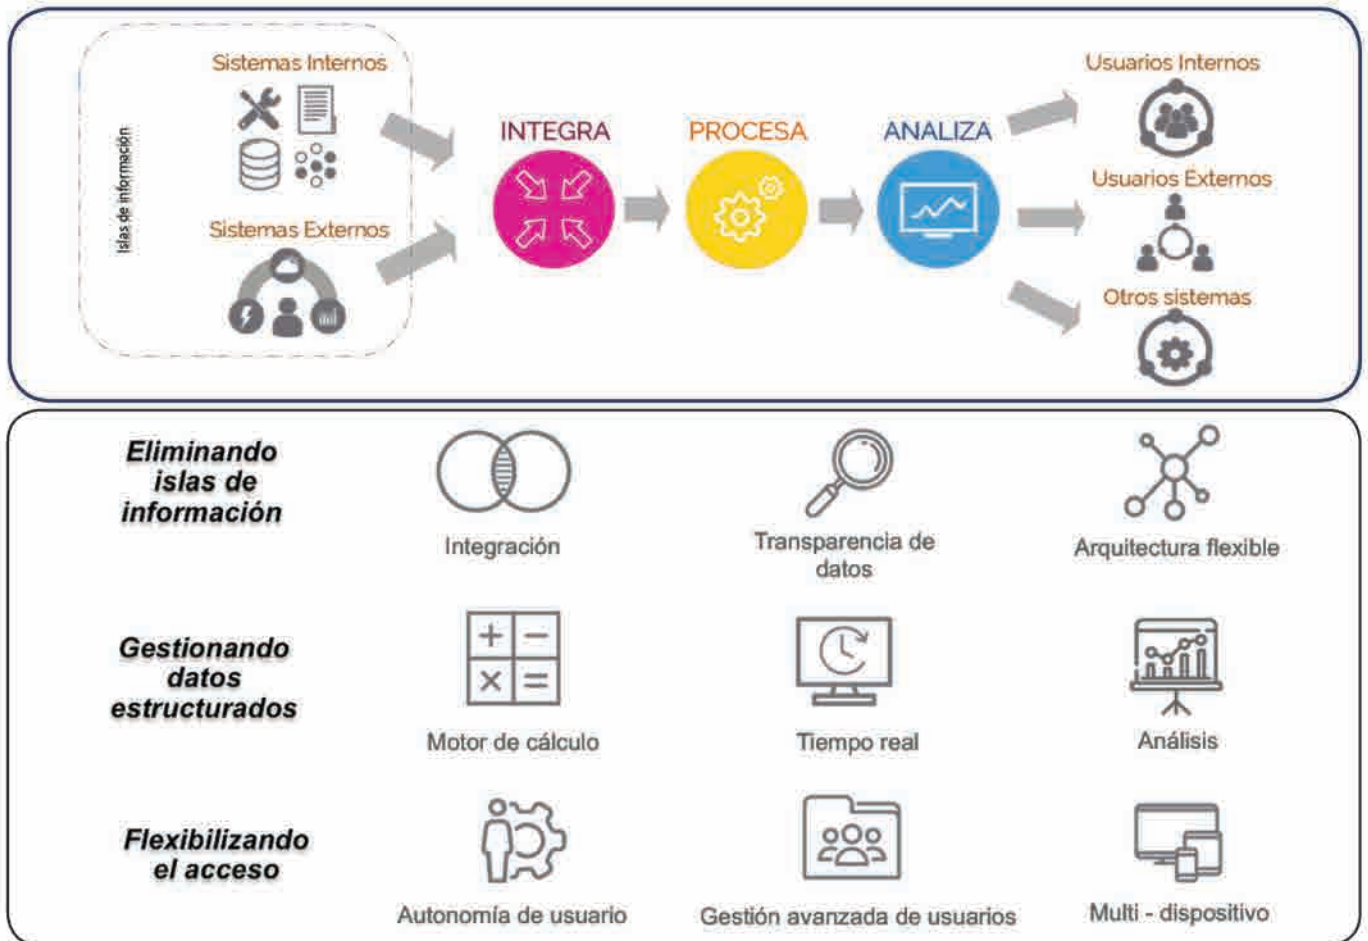 Islas de información
Sistemas Internos
Sistemas Externos
INTEGRA
PROCESA
ANALIZA
Usuarios Internos
Usuarios Externos
Otros sistemas
Eliminando
islas de
información
Integración
Transparencia de
datos
Arquitectura flexible
Gestionando
datos
estructurados
Motor de cálculo
Tiempo real
Análisis
Flexibilizando
el acceso
Autonomía de usuario
Gestión avanzada de usuarios
Multi - dispositivo